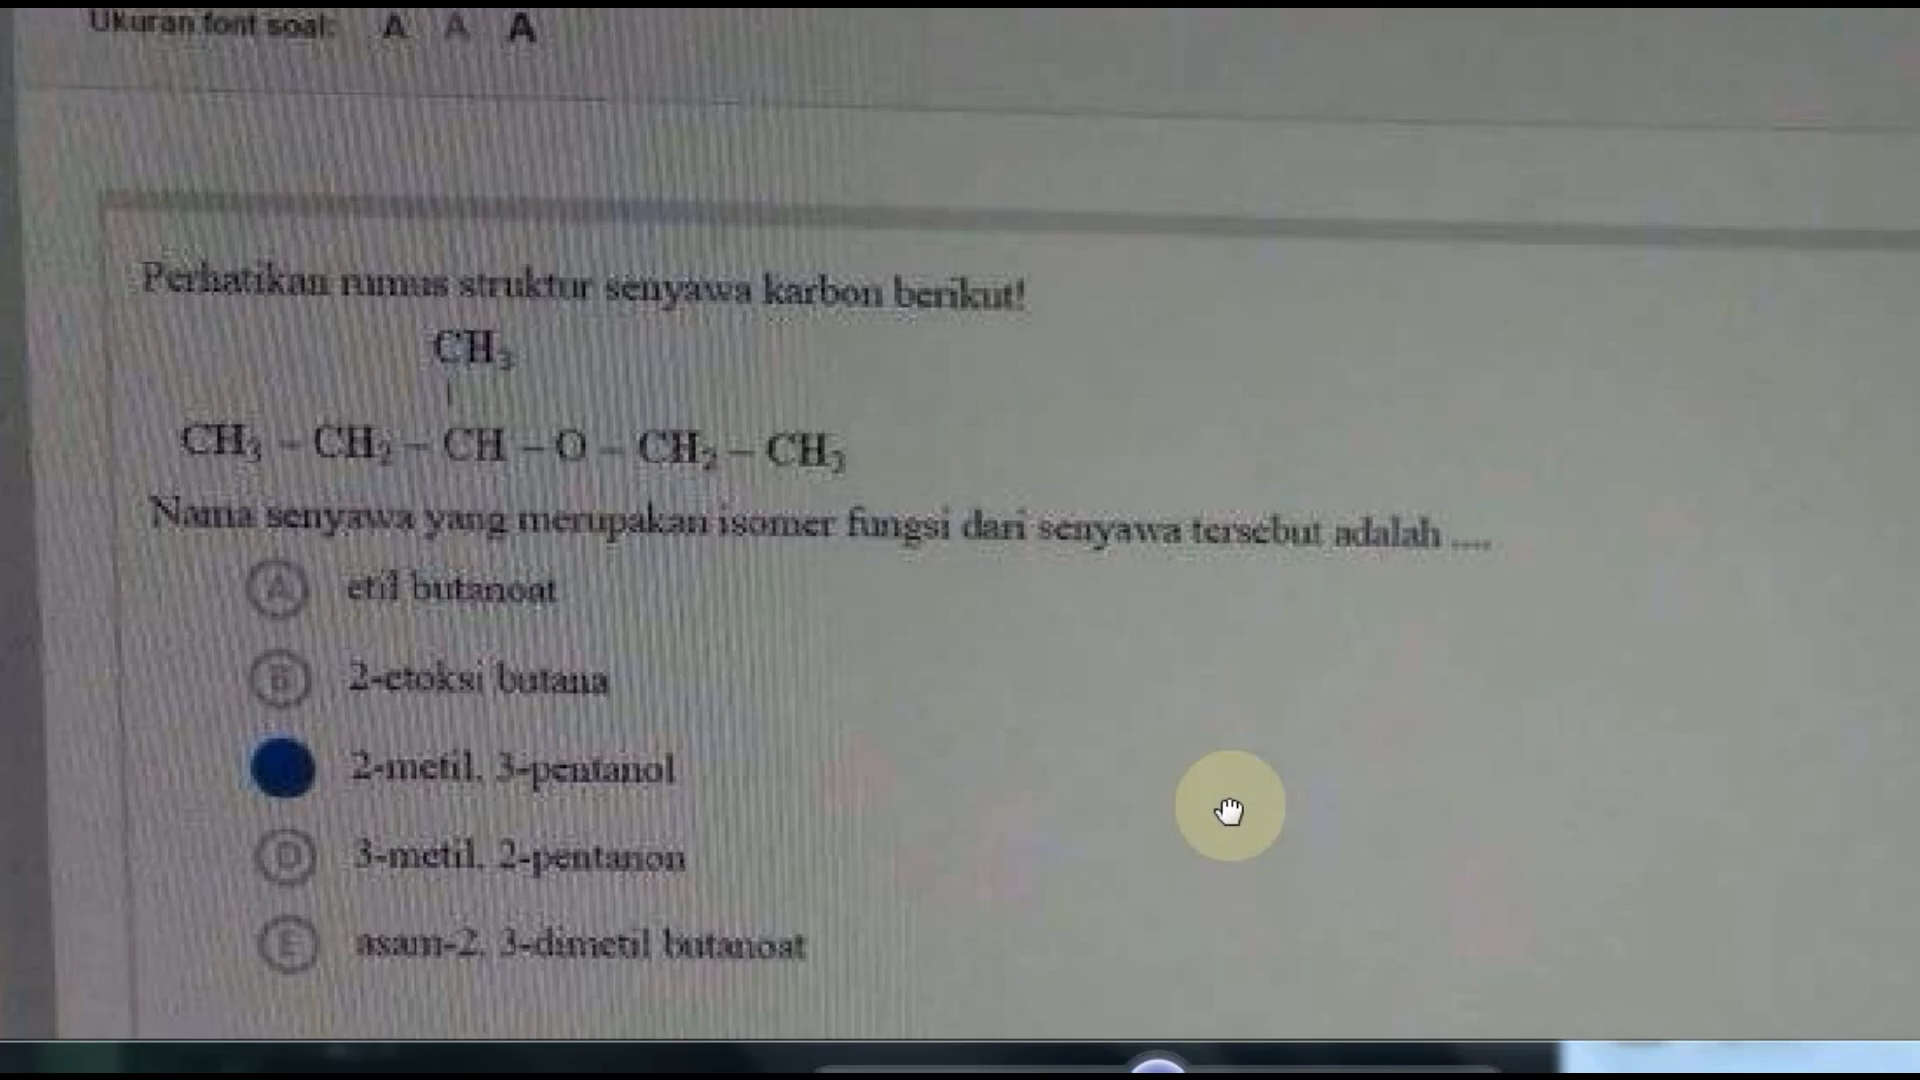 Ukuran font soal: A A A
Perhatikan rumus struktur senyawa karbon berikut!
CH₃
|
CH₃ – CH₂ – CH – O – CH₂ – CH₃
Nama senyawa yang merupakan isomer fungsi dari senyawa tersebut adalah ....
A etil butanoat
B 2-etoksi butana
2-metil, 3-pentanol
D 3-metil, 2-pentanon
E asam-2, 3-dimetil butanoat